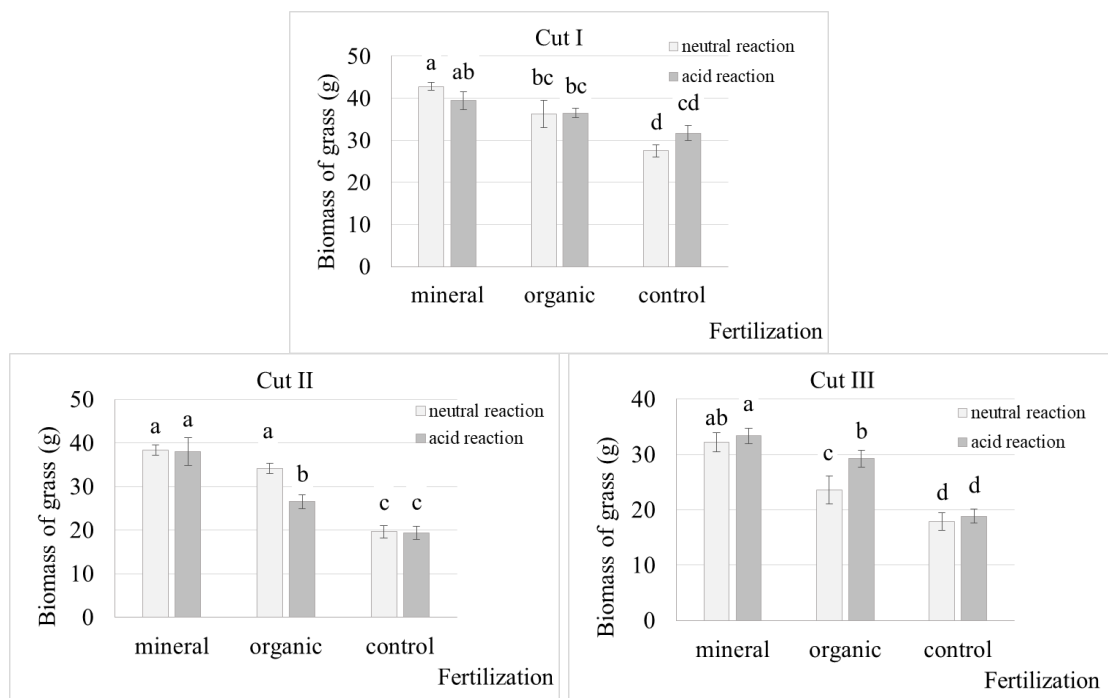 Cut I
neutral reaction
acid reaction
Biomass of grass (g)
50
40
30
20
10
0
a ab bc bc d cd
mineral organic control
Fertilization
Cut II
neutral reaction
acid reaction
Biomass of grass (g)
50
40
30
20
10
0
a a a b c c
mineral organic control
Fertilization
Cut III
neutral reaction
acid reaction
Biomass of grass (g)
40
30
20
10
0
ab a c b d d
mineral organic control
Fertilization